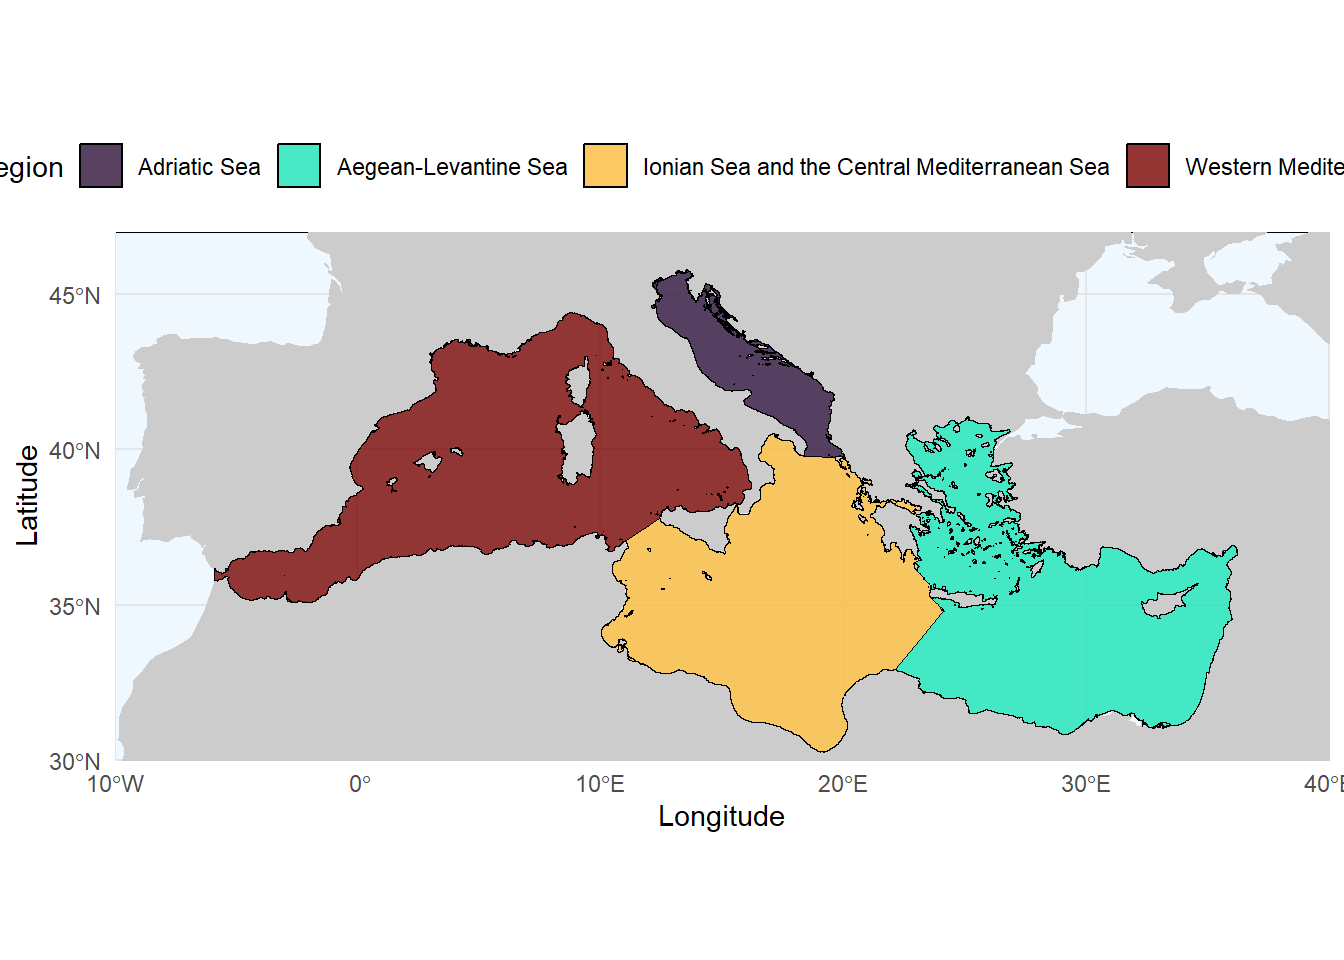 egion Adriatic Sea Aegean-Levantine Sea Ionian Sea and the Central Mediterranean Sea Western Medite
45°N
40°N
35°N
30°N
Latitude
10°W 0° 10°E 20°E 30°E 40°E
Longitude